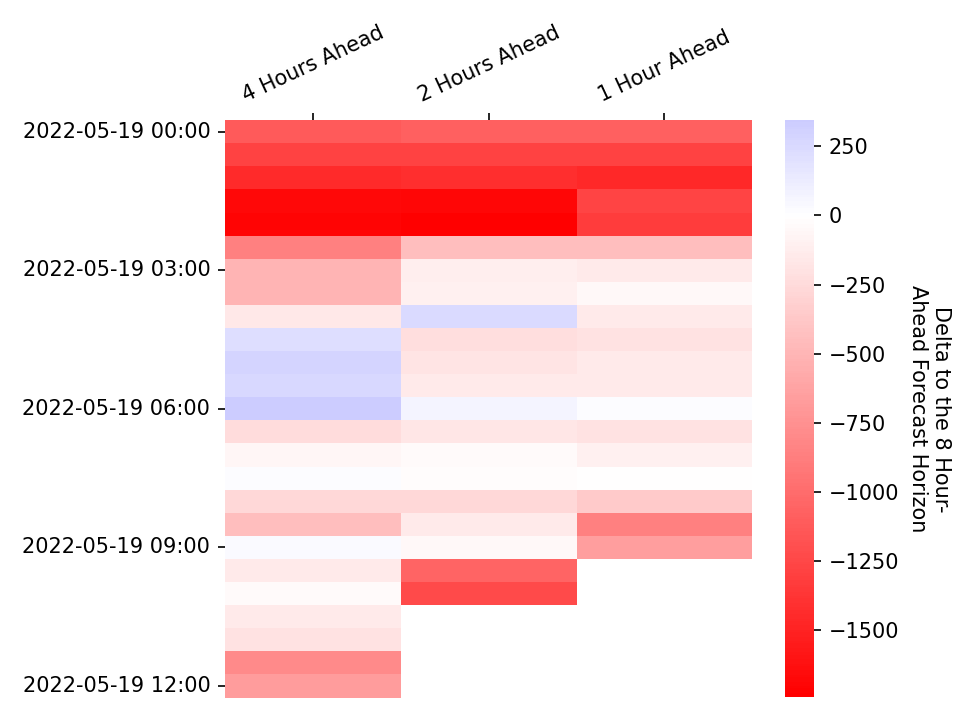 4 Hours Ahead
2 Hours Ahead
1 Hour Ahead
2022-05-19 00:00
2022-05-19 03:00
2022-05-19 06:00
2022-05-19 09:00
2022-05-19 12:00
250
0
−250
−500
−750
−1000
−1250
−1500
Delta to the 8 Hour-
Ahead Forecast Horizon